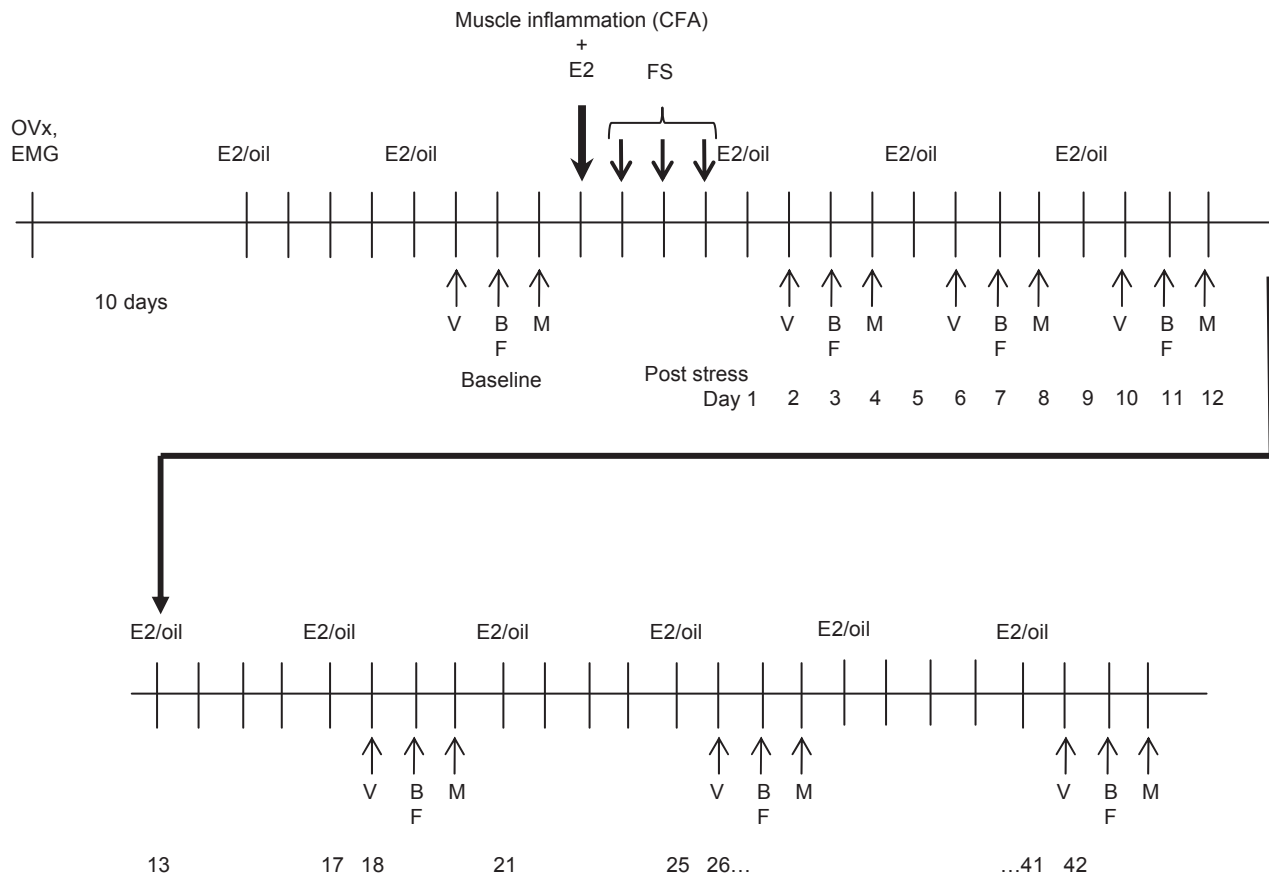 Muscle inflammation (CFA)
+
E2
FS
OVx,
EMG
E2/oil
E2/oil
E2/oil
E2/oil
E2/oil
10 days
V
B
F
M
V
B
F
M
V
B
F
M
V
B
F
M
Baseline
Post stress
Day 1 2 3 4 5 6 7 8 9 10 11 12
E2/oil
E2/oil
E2/oil
E2/oil
E2/oil
E2/oil
V
B
F
M
V
B
F
M
V
B
F
M
13 17 18 21 25 26… …41 42